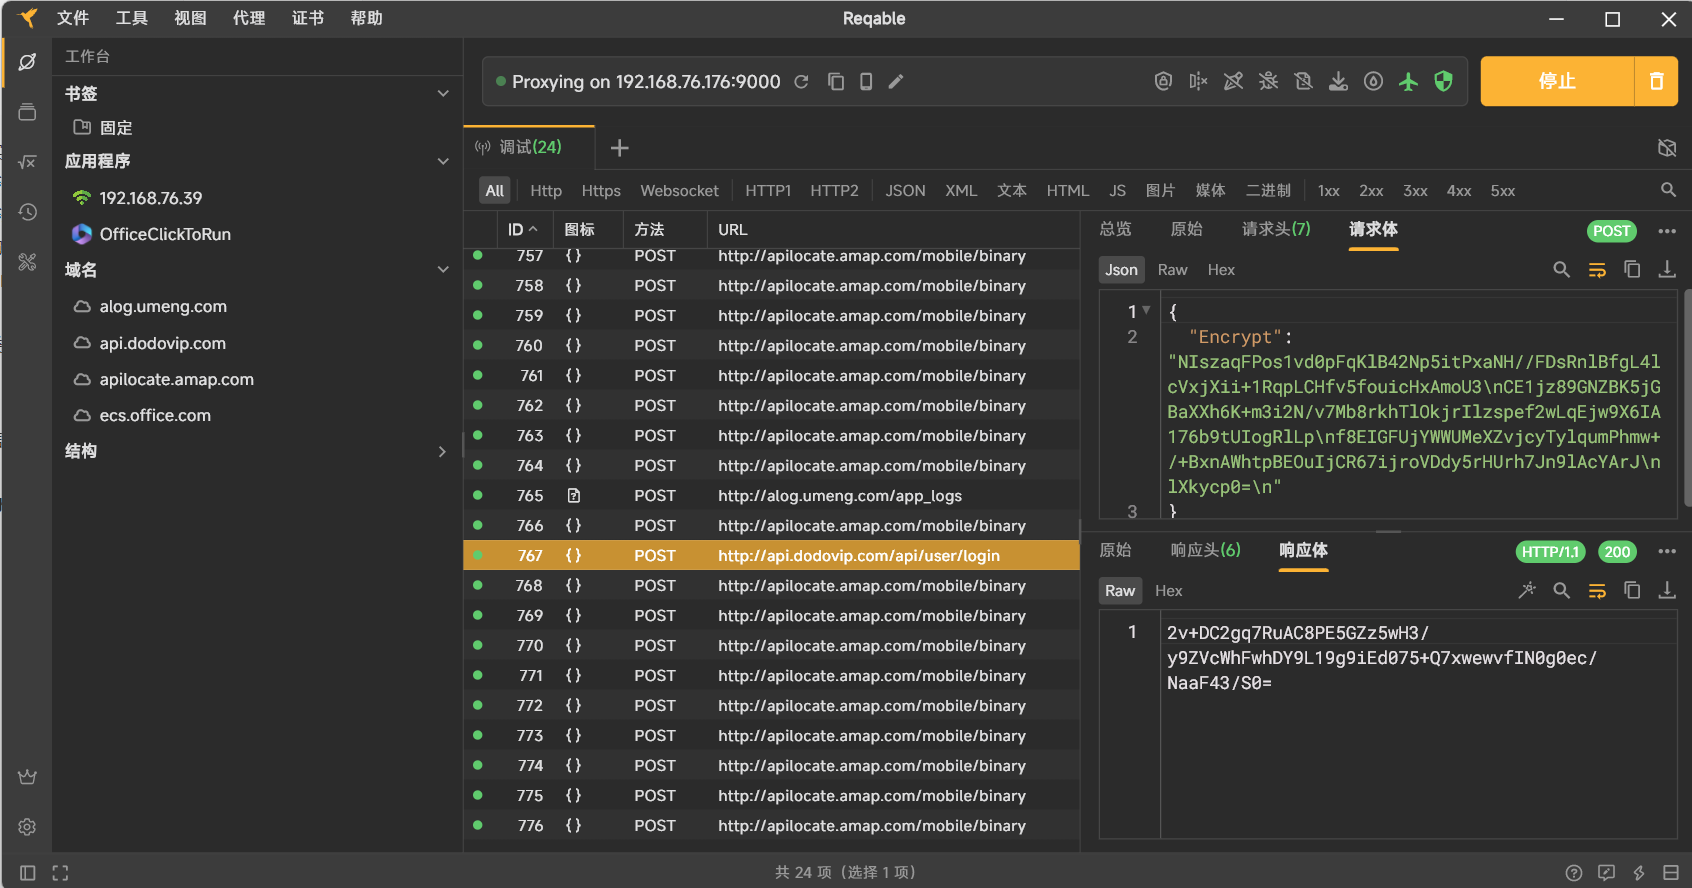 文件 工具 视图 代理 证书 帮助 Reqable
工作台
书签
固定
应用程序
192.168.76.39
OfficeClickToRun
域名
alog.umeng.com
api.dodovip.com
apilocate.amap.com
ecs.office.com
结构
Proxying on 192.168.76.176:9000
停止
调试(24)
All Http Https Websocket HTTP1 HTTP2 JSON XML 文本 HTML JS 图片 媒体 二进制 1xx 2xx 3xx 4xx 5xx
ID 图标 方法 URL
757 {} POST http://apilocate.amap.com/mobile/binary
758 {} POST http://apilocate.amap.com/mobile/binary
759 {} POST http://apilocate.amap.com/mobile/binary
760 {} POST http://apilocate.amap.com/mobile/binary
761 {} POST http://apilocate.amap.com/mobile/binary
762 {} POST http://apilocate.amap.com/mobile/binary
763 {} POST http://apilocate.amap.com/mobile/binary
764 {} POST http://apilocate.amap.com/mobile/binary
765 POST http://alog.umeng.com/app_logs
766 {} POST http://apilocate.amap.com/mobile/binary
767 {} POST http://api.dodovip.com/api/user/login
768 {} POST http://apilocate.amap.com/mobile/binary
769 {} POST http://apilocate.amap.com/mobile/binary
770 {} POST http://apilocate.amap.com/mobile/binary
771 {} POST http://apilocate.amap.com/mobile/binary
772 {} POST http://apilocate.amap.com/mobile/binary
773 {} POST http://apilocate.amap.com/mobile/binary
774 {} POST http://apilocate.amap.com/mobile/binary
775 {} POST http://apilocate.amap.com/mobile/binary
776 {} POST http://apilocate.amap.com/mobile/binary
总览 原始 请求头(7) 请求体 POST
Json Raw Hex
1 {
2 "Encrypt":
"NIszaqFPos1vd0pFqKlB42Np5itPxaNH//FDsRnlBfgL4l
cVxjXii+1RqpLCHfv5fouicHxAmoU3\nCE1jz89GNZBK5jG
BaXXh6K+m3i2N/v7Mb8rkhTlOkjrIlzspef2wLqEjw9X6IA
176b9tUIogRlLp\nf8EIGFUjYWWUMeXZvjcyTylqumPhmw+
/+BxnAWhtpBEOuIjCR67ijroVDdy5rHUrh7Jn9lAcYArJ\n
lXkycp0=\n"
3 }
原始 响应头(6) 响应体 HTTP/1.1 200
Raw Hex
1 2v+DC2gq7RuAC8PE5GZz5wH3/
y9ZVcWhFwhDY9L19g9iEd075+Q7xwewvfIN0g0ec/
NaaF43/S0=
共 24 项（选择 1 项）